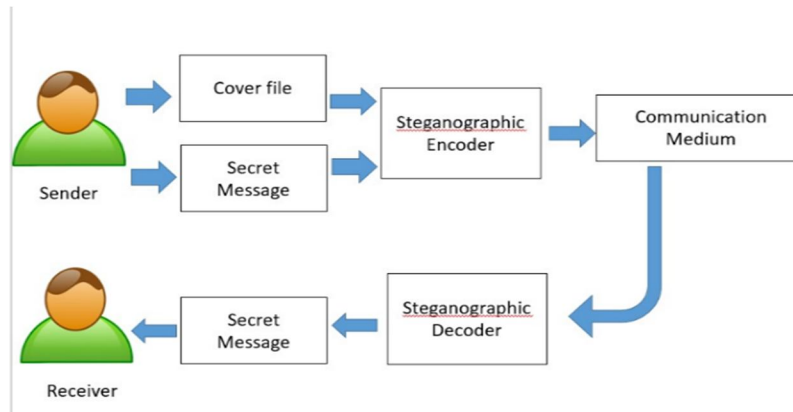 Cover file
Steganographic
Encoder
Communication
Medium
Secret
Message
Sender
Steganographic
Decoder
Secret
Message
Receiver